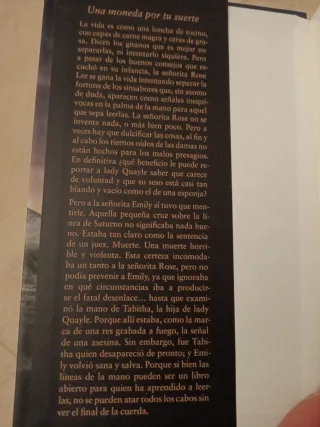 Una moneda por tu suerte
La vida es como una luncha de tocino,
con capas de carne magra y otras de gra-
sa. Dicen los gitanos que es mejor no
separarlas, ni intentarlo siquiera. Pero
a pesar de los buenos consejos que es-
cuchó en su infancia, la señorita Rose
Lee se gana la vida intentando separar la
fortuna de los sinsabores que, sin asomo
de duda, aparecen como señales inequí-
vocas en la palma de la mano para aquel
que sepa leerlas. La señorita Rose no se
inventa nada, o más bien poco. Pero a
veces hay que dulcificar las cosas, al fin y
al cabo los tiernos oídos de las damas no
están hechos para los malos presagios.
En definitiva ¿qué beneficio le puede re-
portar a lady Quayle saber que carece
de voluntad y que su seso está casi tan
blando y vacío como el de una esponja?
Pero a la señorita Emily sí tuvo que men-
tirle. Aquella pequeña cruz sobre la lí-
nea de Saturno no significaba nada bue-
no. Estaba tan claro como la sentencia
de un juez. Muerte. Una muerte horri-
ble y violenta. Esta certeza incomoda-
ba un tanto a la señorita Rose, pero no
podía prevenir a Emily, ya que ignoraban
en qué circunstancias iba a producir-
se el fatal desenlace... hasta que exami-
nó la mano de Tabitha, la hija de lady
Quayle. Porque allí estaba, como la mar-
ca de una res grabada a fuego, la señal
de una asesina. Sin embargo, fue Tabi-
tha quien desapareció de pronto; y Emi-
ly volvió sana y salva. Porque si bien las
líneas de la mano pueden ser un libro
abierto para quien ha aprendido a leer-
las, no se pueden atar todos los cabos sin
ver el final de la cuerda.